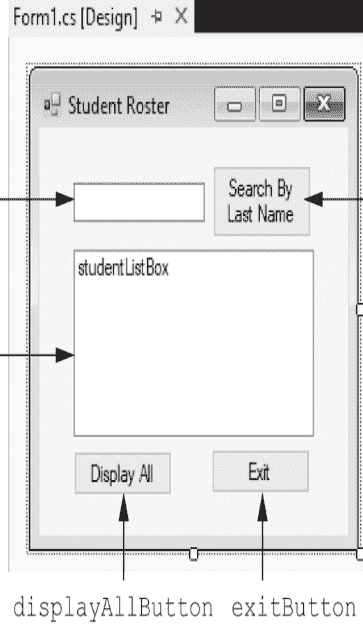 Form1.cs [Design]
Student Roster
Search By
Last Name
studentListBox
Display All
Exit
displayAllButton exitButton